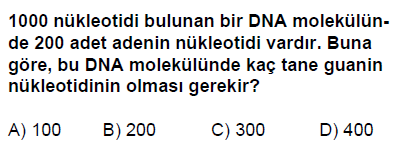 1000 nükleotidi bulunan bir DNA molekülün-
de 200 adet adenin nükleotidi vardır. Buna
göre, bu DNA molekülünde kaç tane guanin
nükleotidinin olması gerekir?
A) 100 B) 200 C) 300 D) 400